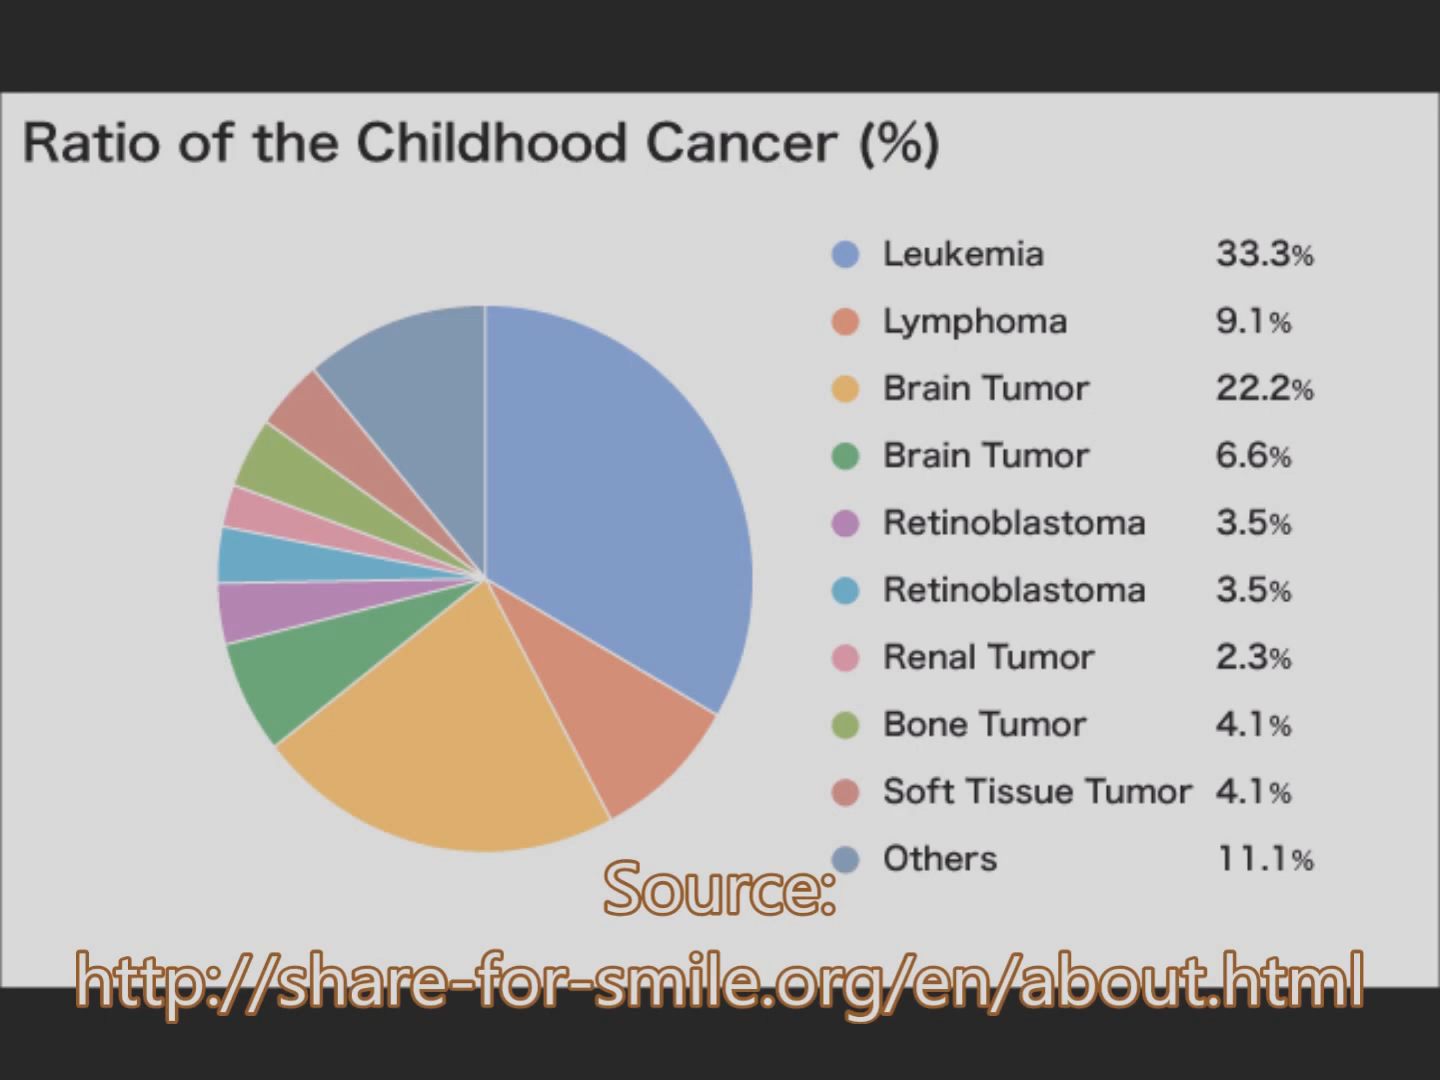 Ratio of the Childhood Cancer (%)
Leukemia 33.3%
Lymphoma 9.1%
Brain Tumor 22.2%
Brain Tumor 6.6%
Retinoblastoma 3.5%
Retinoblastoma 3.5%
Renal Tumor 2.3%
Bone Tumor 4.1%
Soft Tissue Tumor 4.1%
Others 11.1%
Source:
http://share-for-smile.org/en/about.html